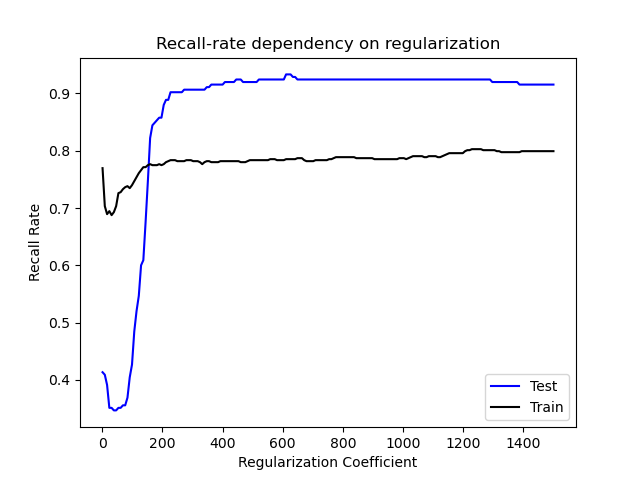 Recall-rate dependency on regularization
Recall Rate
0.9
0.8
0.7
0.6
0.5
0.4
0 200 400 600 800 1000 1200 1400
Regularization Coefficient
Test
Train